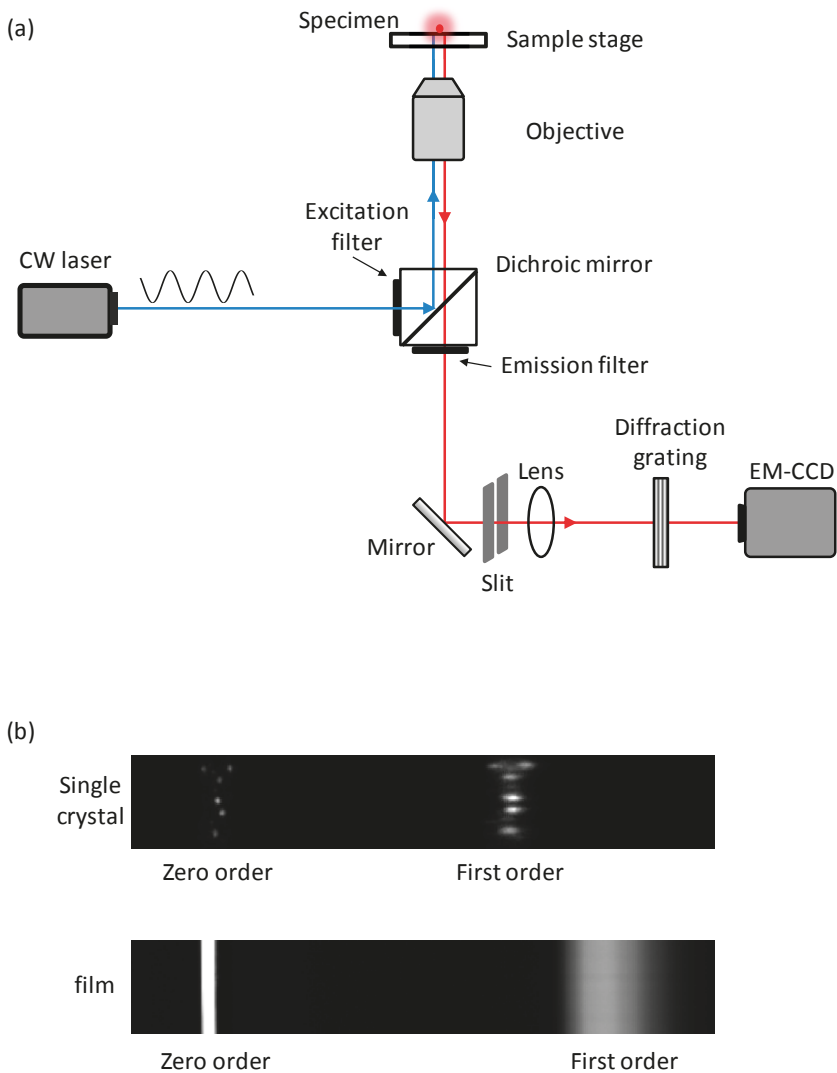 (a)
Specimen
Sample stage
Objective
Excitation
filter
CW laser
Dichroic mirror
Emission filter
Diffraction
grating
Lens
EM-CCD
Mirror
Slit
(b)
Single
crystal
Zero order
First order
film
Zero order
First order